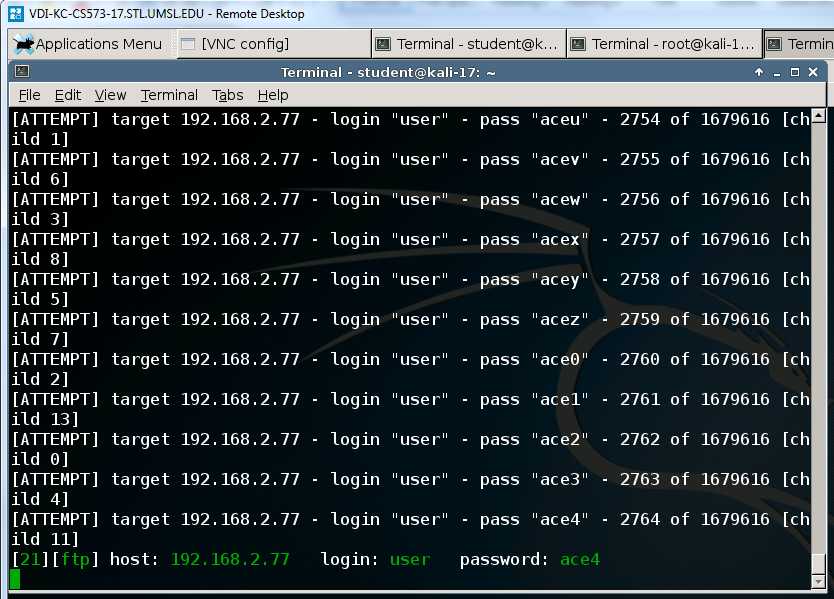 VDI-KC-CS573-17.STL.UMSL.EDU - Remote Desktop
Applications Menu [VNC config] Terminal - student@k... Terminal - root@kali-1... Termin
Terminal - student@kali-17: ~
File Edit View Terminal Tabs Help
[ATTEMPT] target 192.168.2.77 - login "user" - pass "aceu" - 2754 of 1679616 [ch
ild 1]
[ATTEMPT] target 192.168.2.77 - login "user" - pass "acev" - 2755 of 1679616 [ch
ild 6]
[ATTEMPT] target 192.168.2.77 - login "user" - pass "acew" - 2756 of 1679616 [ch
ild 3]
[ATTEMPT] target 192.168.2.77 - login "user" - pass "acex" - 2757 of 1679616 [ch
ild 8]
[ATTEMPT] target 192.168.2.77 - login "user" - pass "acey" - 2758 of 1679616 [ch
ild 5]
[ATTEMPT] target 192.168.2.77 - login "user" - pass "acez" - 2759 of 1679616 [ch
ild 7]
[ATTEMPT] target 192.168.2.77 - login "user" - pass "ace0" - 2760 of 1679616 [ch
ild 2]
[ATTEMPT] target 192.168.2.77 - login "user" - pass "ace1" - 2761 of 1679616 [ch
ild 13]
[ATTEMPT] target 192.168.2.77 - login "user" - pass "ace2" - 2762 of 1679616 [ch
ild 0]
[ATTEMPT] target 192.168.2.77 - login "user" - pass "ace3" - 2763 of 1679616 [ch
ild 4]
[ATTEMPT] target 192.168.2.77 - login "user" - pass "ace4" - 2764 of 1679616 [ch
ild 11]
[21][ftp] host: 192.168.2.77 login: user password: ace4